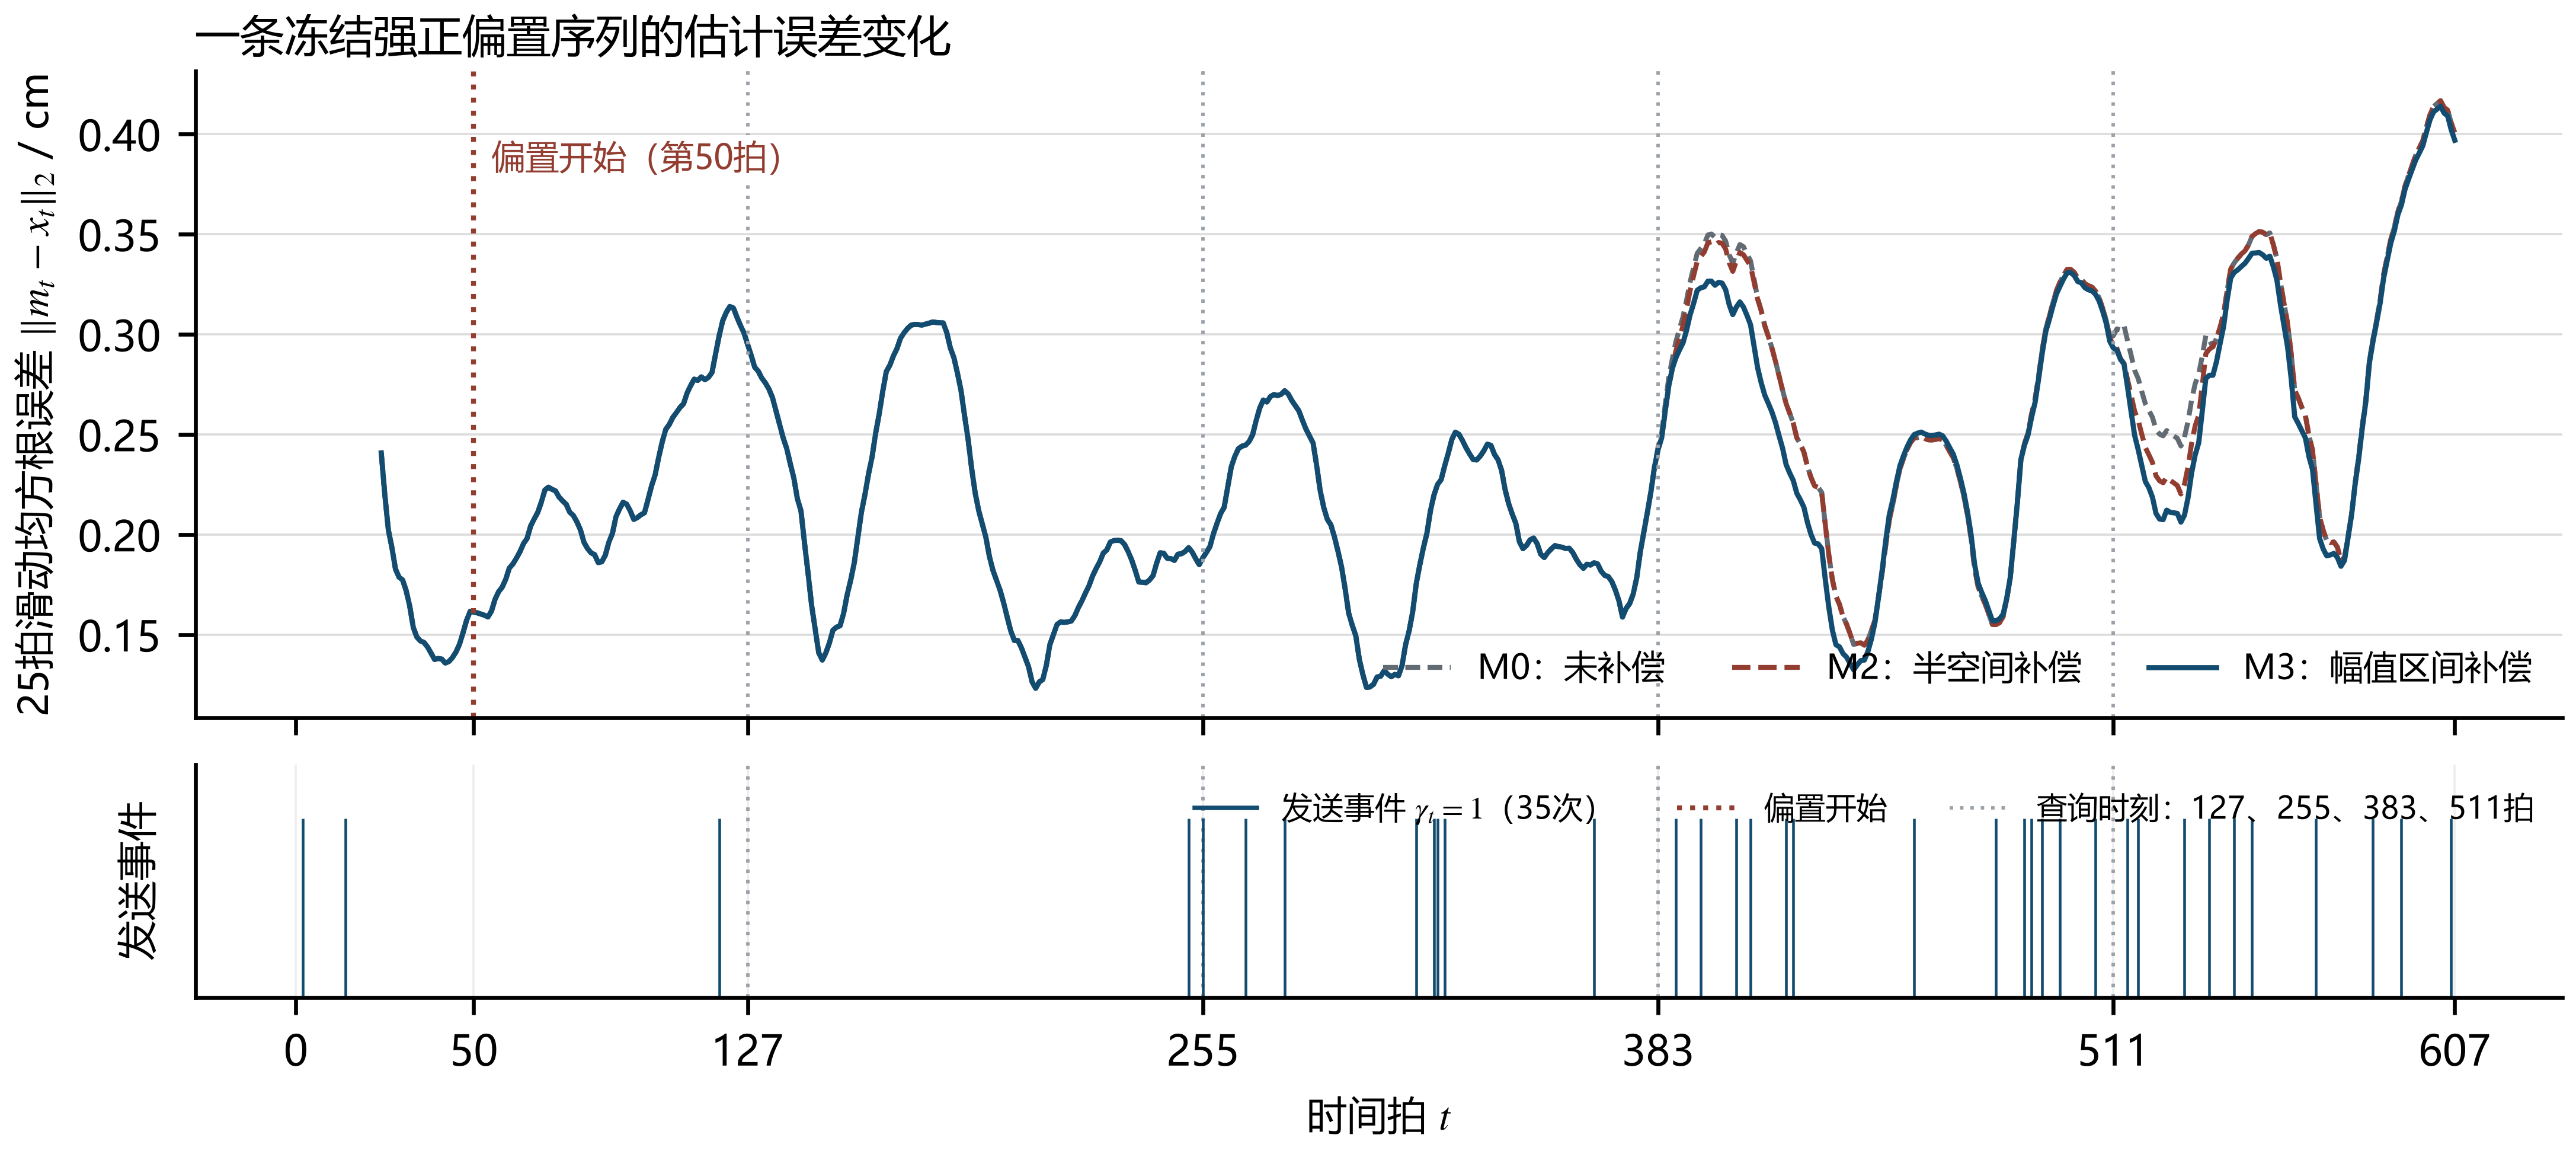 一条冻结强正偏置序列的估计误差变化
25拍滑动均方根误差 ||m_t − x_t||_2 / cm
0.40
0.35
0.30
0.25
0.20
0.15
偏置开始（第50拍）
M0：未补偿
M2：半空间补偿
M3：幅值区间补偿
发送事件
发送事件 γ_t = 1（35次）
偏置开始
查询时刻：127、255、383、511拍
0
50
127
255
383
511
607
时间拍 t